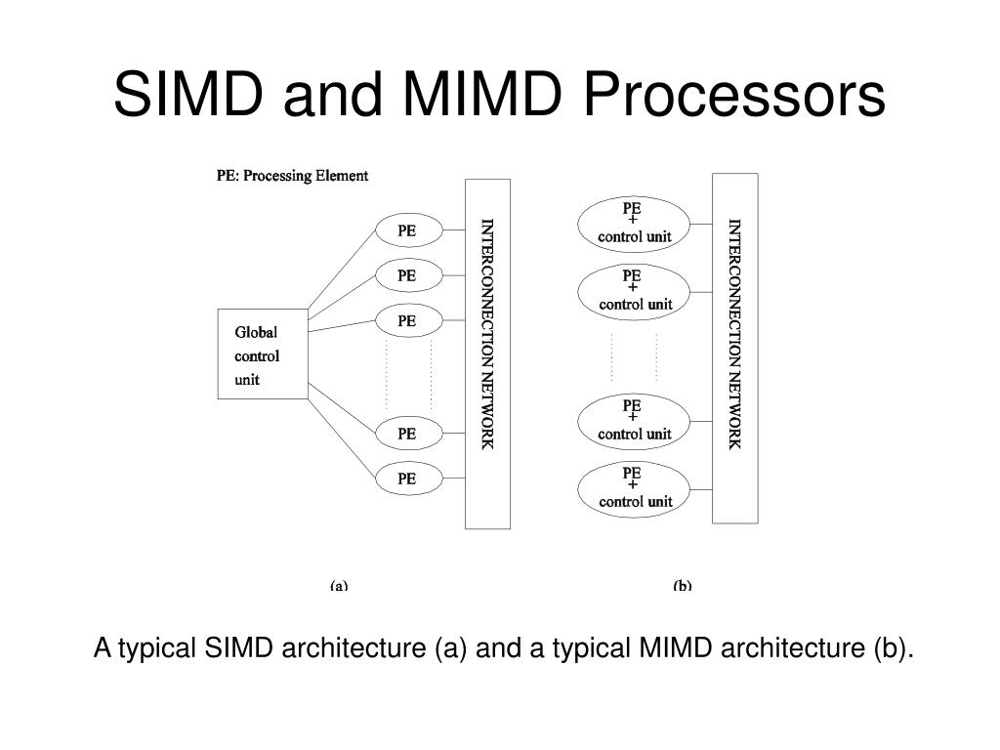 SIMD and MIMD Processors
PE: Processing Element
Global
control
unit
PE
PE
PE
PE
PE
INTERCONNECTION NETWORK
PE
+
control unit
PE
+
control unit
PE
+
control unit
PE
+
control unit
INTERCONNECTION NETWORK
(a)
(b)
A typical SIMD architecture (a) and a typical MIMD architecture (b).